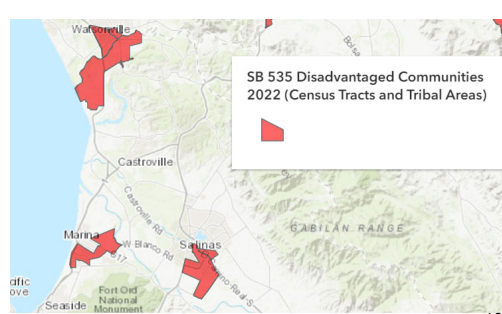 Watsonville
SB 535 Disadvantaged Communities
2022 (Census Tracts and Tribal Areas)
Castroville
Castroville Rd
Marina
W Blanco Rd
Salinas
GABILAN RANGE
Fort Ord
National
Monument
Seaside